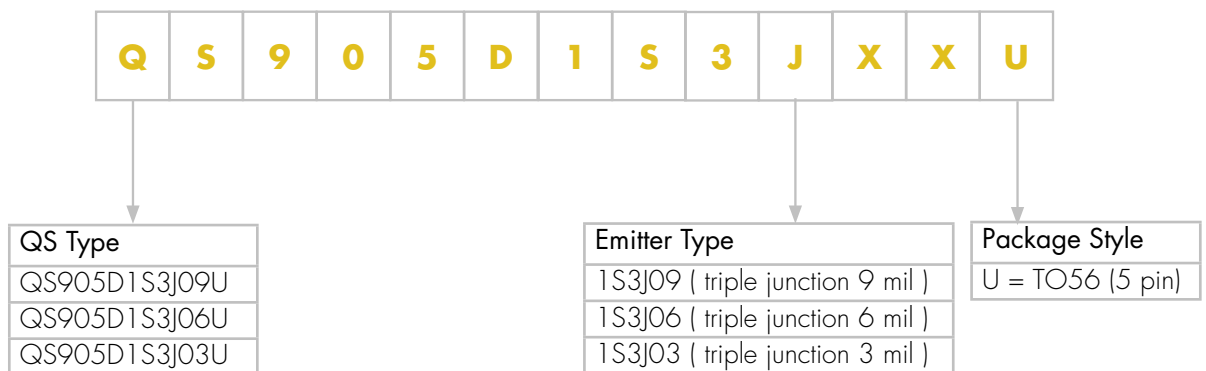 Q S 9 0 5 D 1 S 3 J X X U
QS Type
QS905D1S3J09U
QS905D1S3J06U
QS905D1S3J03U
Emitter Type
1S3J09 ( triple junction 9 mil )
1S3J06 ( triple junction 6 mil )
1S3J03 ( triple junction 3 mil )
Package Style
U = TO56 (5 pin)